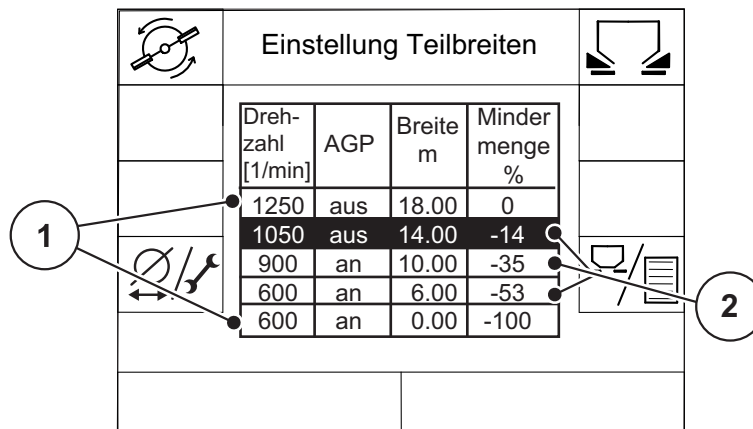 Einstellung Teilbreiten
Dreh-
zahl
[1/min]
AGP
Breite
m
Minder
menge
%
1250 aus 18.00 0
1050 aus 14.00 -14
900 an 10.00 -35
600 an 6.00 -53
600 an 0.00 -100
1
2